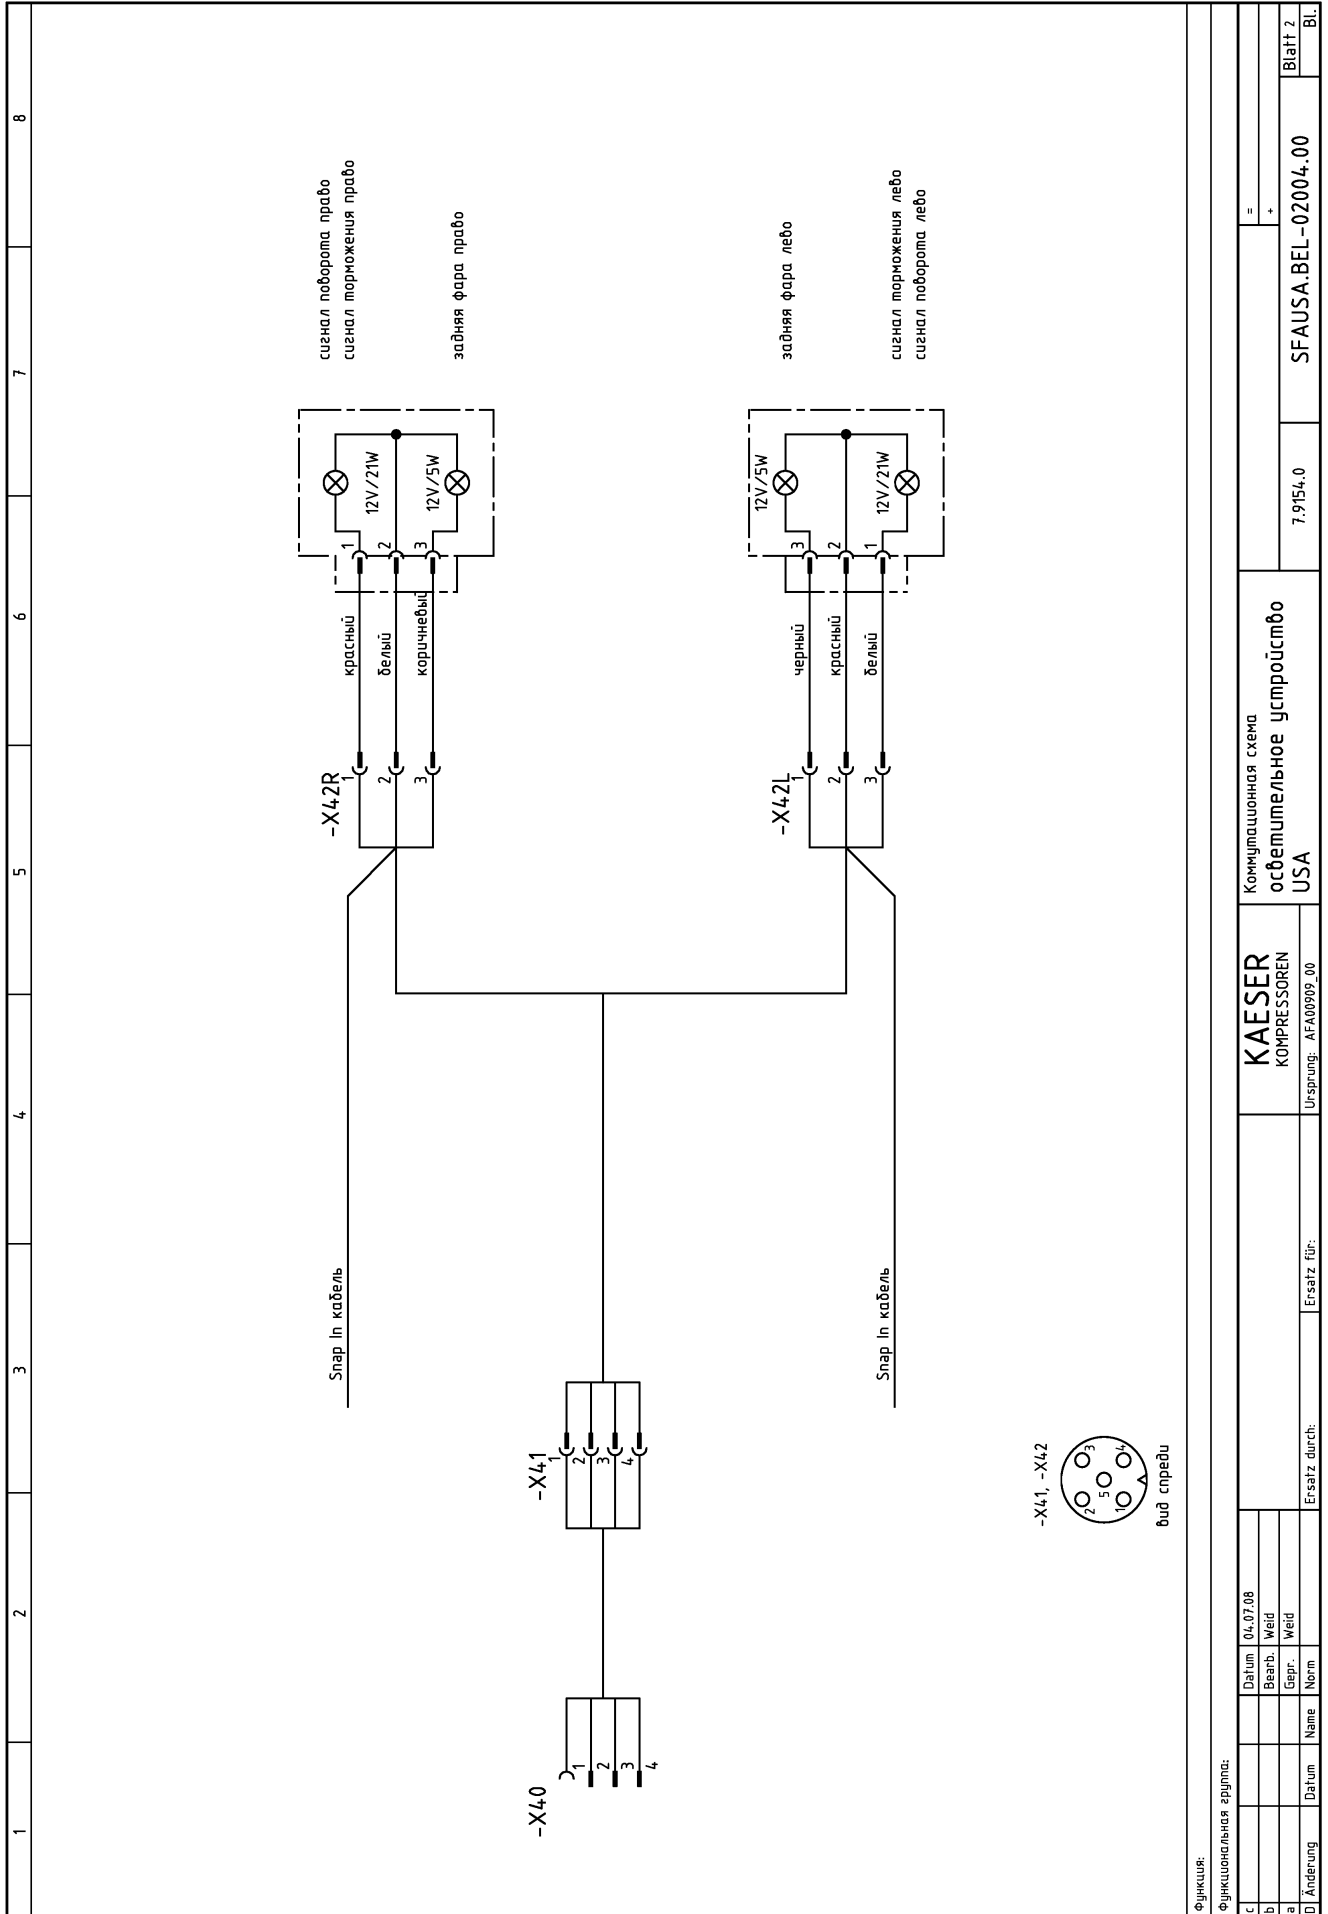 1
2
3
4
5
6
7
8
сигнал поворота право
сигнал торможения право
задняя фара право
12V/21W
12V/5W
1
2
3
красный
белый
коричневый
-X42R
1
2
3
Snap In кабель
-X41
1
2
3
4
-X40
1
2
3
4
задняя фара лево
сигнал торможения лево
сигнал поворота лево
12V/5W
12V/21W
3
2
1
черный
красный
белый
-X42L
1
2
3
Snap In кабель
-X41, -X42
2
3
5
1
4
вид спреди
Функция:
Функциональная группа:
c
b
a
D
Änderung
Datum
Name
Datum
04.07.08
Bearb.
Weid
Gepr.
Weid
Norm
Ersatz durch:
Ersatz für:
KAESER
KOMPRESSOREN
Ursprung: AFA00909_00
Коммутационная схема
осветительное устройство
USA
=
+
7.9154.0
SFAUSA.BEL-02004.00
Blatt 2
Bl.